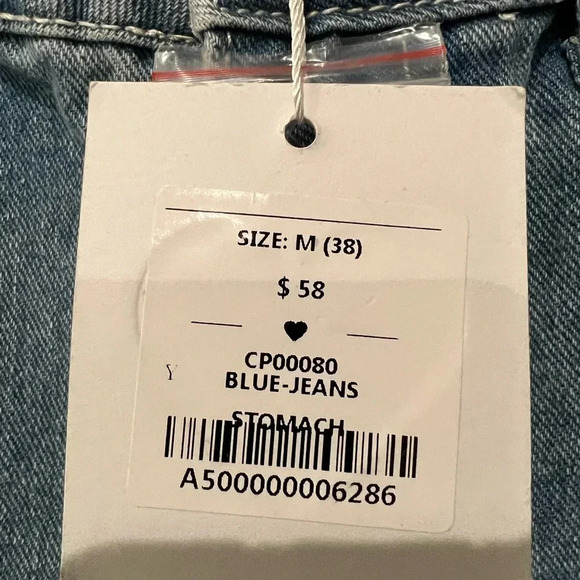 SIZE: M (38)
$ 58
CP00080
Y
BLUE-JEANS
STOMACH
A500000006286